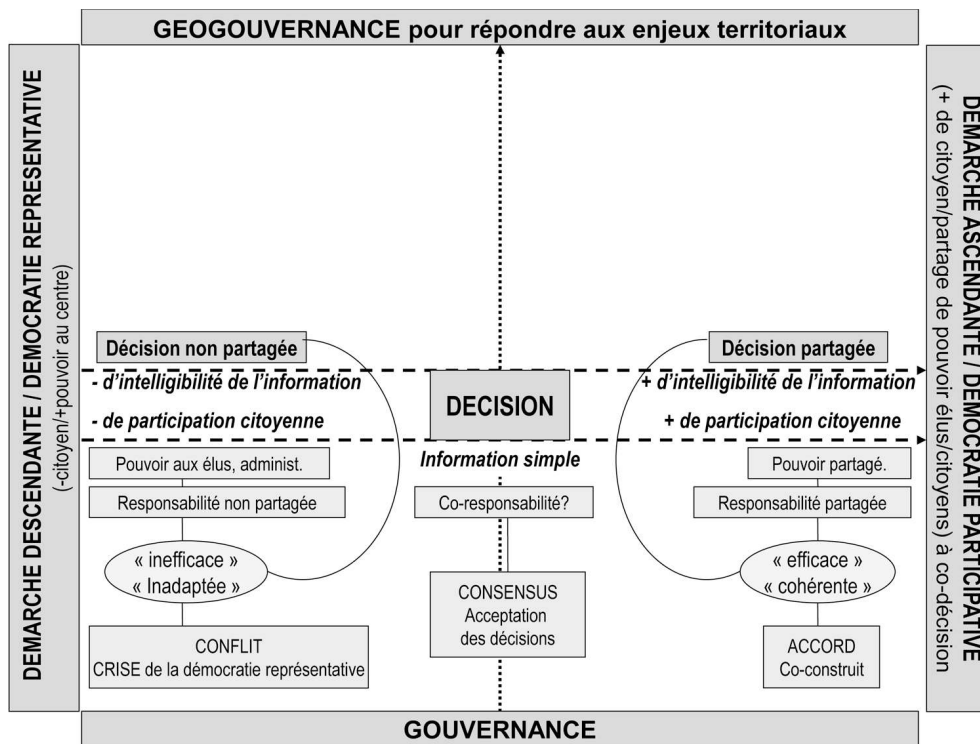 GEOGOUVERNANCE pour répondre aux enjeux territoriaux
DEMARCHE DESCENDANTE / DEMOCRATIE REPRESENTATIVE
(-citoyen/+pouvoir au centre)
Décision non partagée
- d'intelligibilité de l'information
- de participation citoyenne
Pouvoir aux élus, administ.
Responsabilité non partagée
« inefficace »
« Inadaptée »
CONFLIT
CRISE de la démocratie représentative
DECISION
Information simple
Co-responsabilité?
CONSENSUS
Acceptation
des décisions
Décision partagée
+ d'intelligibilité de l'information
+ de participation citoyenne
Pouvoir partagé.
Responsabilité partagée
« efficace »
« cohérente »
ACCORD
Co-construit
DEMARCHE ASCENDANTE / DEMOCRATIE PARTICIPATIVE
(+ de citoyen/partage de pouvoir élus/citoyens) à co-décision
GOUVERNANCE